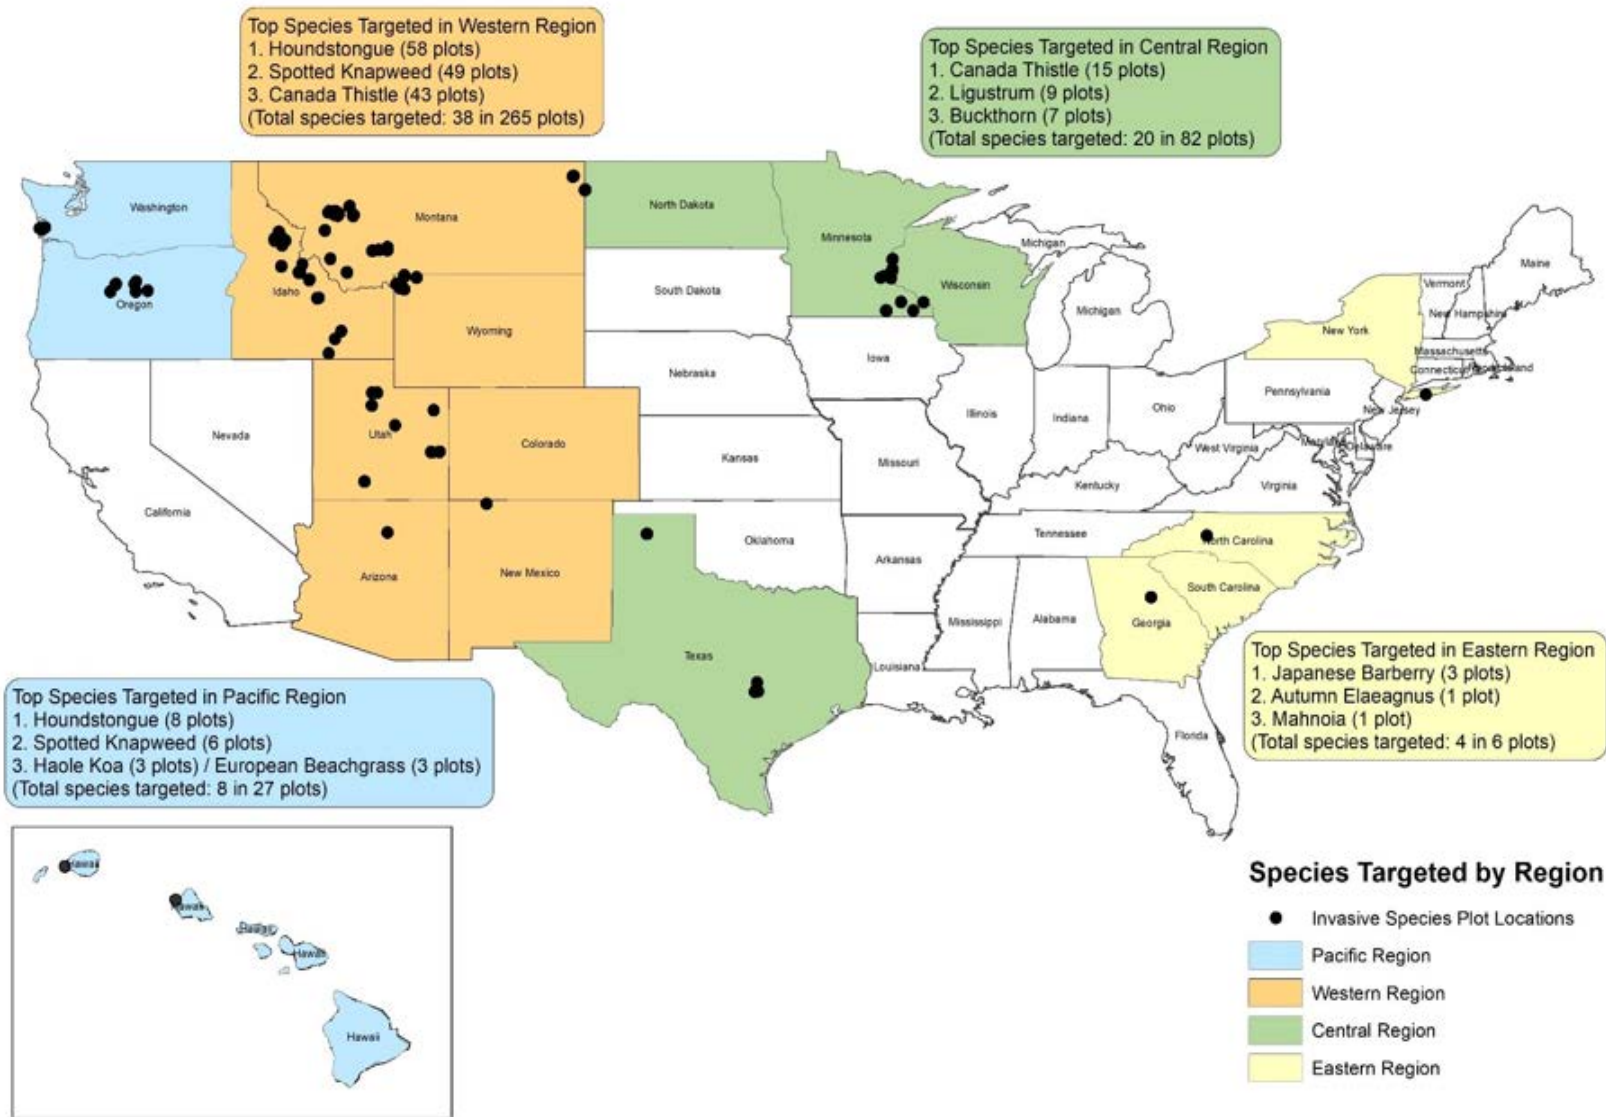 Top Species Targeted in Western Region
1. Houndstongue (58 plots)
2. Spotted Knapweed (49 plots)
3. Canada Thistle (43 plots)
(Total species targeted: 38 in 265 plots)
Top Species Targeted in Central Region
1. Canada Thistle (15 plots)
2. Ligustrum (9 plots)
3. Buckthorn (7 plots)
(Total species targeted: 20 in 82 plots)
Washington
Montana
North Dakota
Minnesota
Michigan
Maine
Oregon
Idaho
South Dakota
Wisconsin
Michigan
Vermont
New Hampshire
Wyoming
New York
Massachusetts
Connecticut
Iowa
Nebraska
Pennsylvania
New Jersey
Nevada
Utah
Colorado
Illinois
Indiana
Ohio
Maryland
Delaware
West Virginia
Kansas
Missouri
Kentucky
Virginia
California
Oklahoma
Tennessee
North Carolina
Arkansas
Arizona
New Mexico
South Carolina
Mississippi
Alabama
Georgia
Texas
Louisiana
Florida
Top Species Targeted in Eastern Region
1. Japanese Barberry (3 plots)
2. Autumn Elaeagnus (1 plot)
3. Mahnoia (1 plot)
(Total species targeted: 4 in 6 plots)
Top Species Targeted in Pacific Region
1. Houndstongue (8 plots)
2. Spotted Knapweed (6 plots)
3. Haole Koa (3 plots) / European Beachgrass (3 plots)
(Total species targeted: 8 in 27 plots)
Hawaii
Hawaii
Hawaii
Hawaii
Hawaii
Species Targeted by Region
Invasive Species Plot Locations
Pacific Region
Western Region
Central Region
Eastern Region